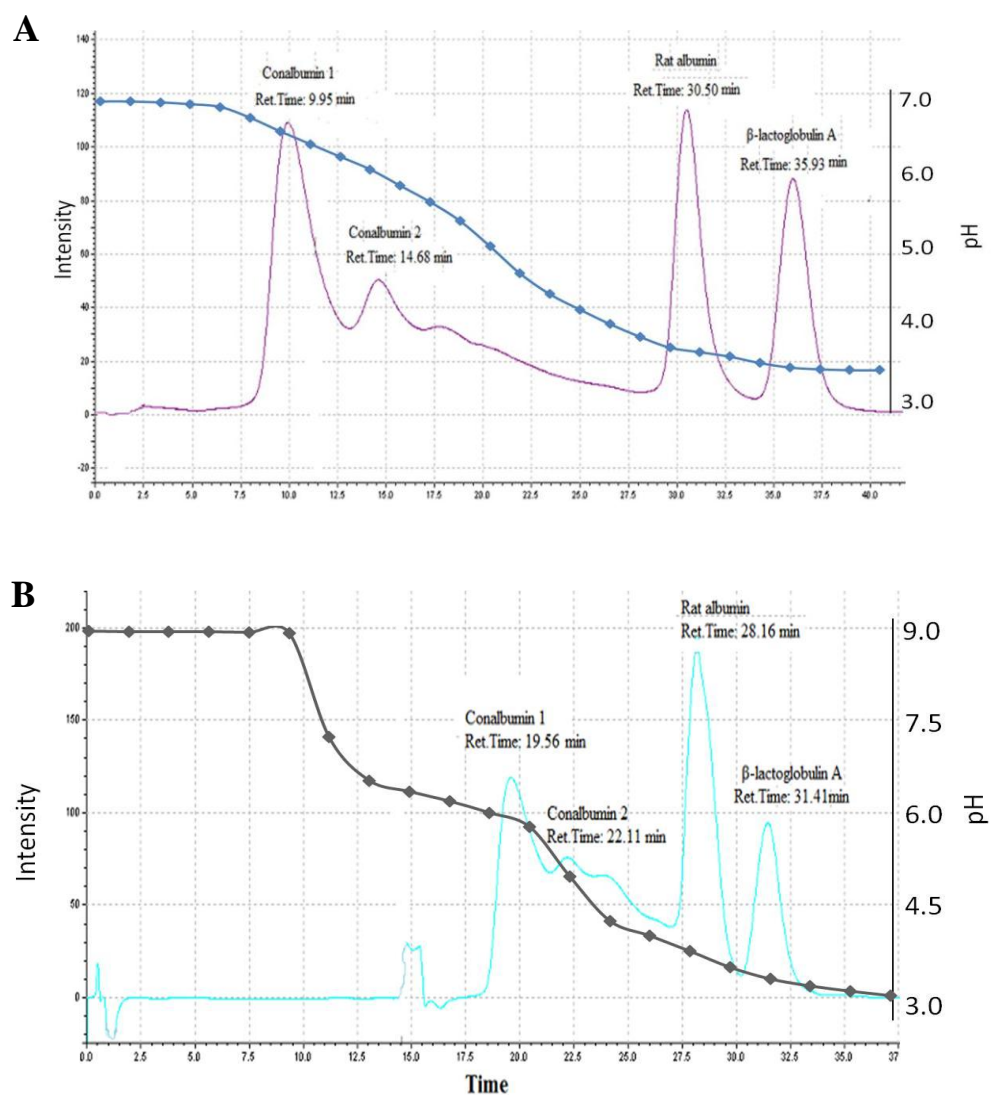 A
140
120
100
80
60
40
20
0
-20
Intensity
Conalbumin 1
Ret.Time: 9.95 min
Conalbumin 2
Ret.Time: 14.68 min
Rat albumin
Ret.Time: 30.50 min
β-lactoglobulin A
Ret.Time: 35.93 min
7.0
6.0
5.0
4.0
3.0
pH
0.0 2.5 5.0 7.5 10.0 12.5 15.0 17.5 20.0 22.5 25.0 27.5 30.0 32.5 35.0 37.5 40.0
B
200
150
100
50
0
Intensity
Conalbumin 1
Ret.Time: 19.56 min
Conalbumin 2
Ret.Time: 22.11 min
Rat albumin
Ret.Time: 28.16 min
β-lactoglobulin A
Ret.Time: 31.41min
9.0
7.5
6.0
4.5
3.0
pH
0.0 2.5 5.0 7.5 10.0 12.5 15.0 17.5 20.0 22.5 25.0 27.5 30.0 32.5 35.0 37
Time